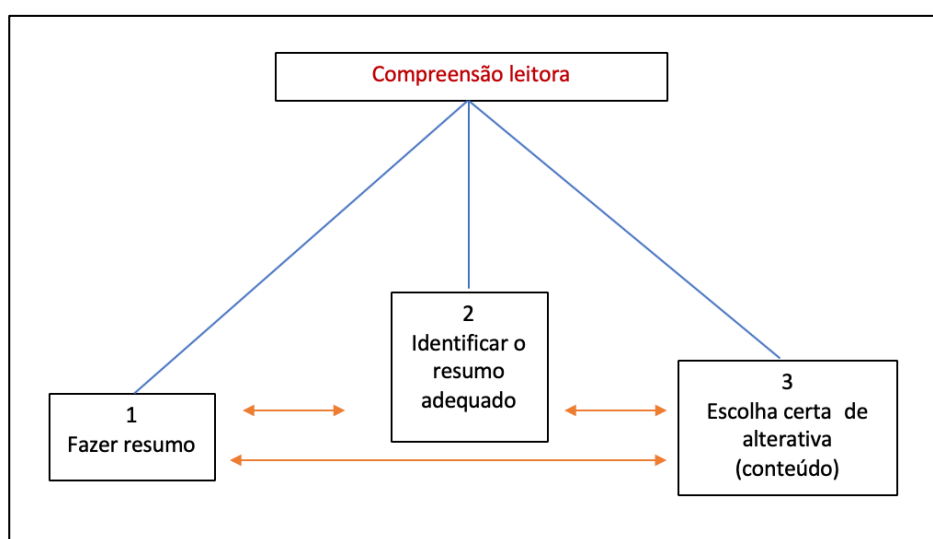 Compreensão leitora
1
Fazer resumo
2
Identificar o
resumo
adequado
3
Escolha certa de
alterativa
(conteúdo)